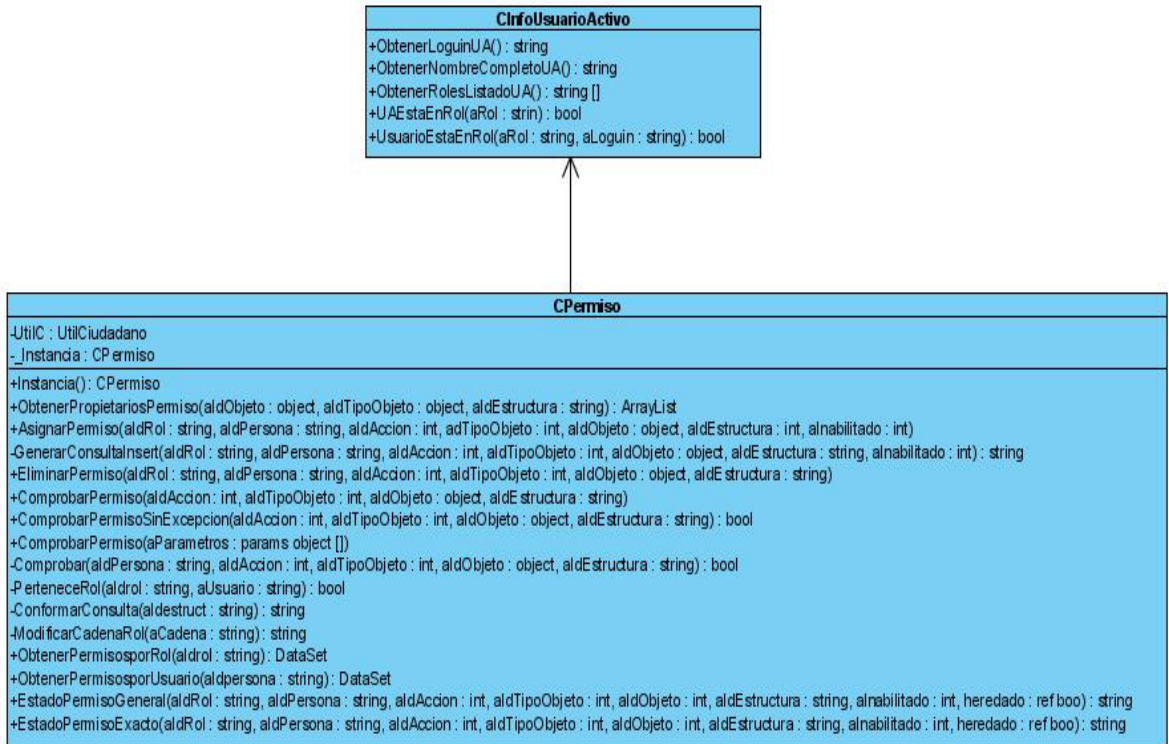 CInfoUsuarioActivo
+ObtenerLoguinUA() : string
+ObtenerNombreCompletoUA() : string
+ObtenerRolesListadoUA() : string []
+UAEstaEnRol(aRol : strin) : bool
+UsuarioEstaEnRol(aRol : string, aLoguin : string) : bool
CPermiso
-UtilC : UtilCiudadano
-_Instancia : CPermiso
+Instancia() : CPermiso
+ObtenerPropietariosPermiso(aIdObjeto : object, aIdTipoObjeto : object, aIdEstructura : string) : ArrayList
+AsignarPermiso(aIdRol : string, aIdPersona : string, aIdAccion : int, adTipoObjeto : int, aIdObjeto : object, aIdEstructura : int, aInabilitado : int)
-GenerarConsultaInsert(aIdRol : string, aIdPersona : string, aIdAccion : int, aIdTipoObjeto : int, aIdObjeto : object, aIdEstructura : string, aInabilitado : int) : string
+EliminarPermiso(aIdRol : string, aIdPersona : string, aIdAccion : int, aIdTipoObjeto : int, aIdObjeto : object, aIdEstructura : string)
+ComprobarPermiso(aIdAccion : int, aIdTipoObjeto : int, aIdObjeto : object, aIdEstructura : string)
+ComprobarPermisoSinExcepcion(aIdAccion : int, aIdTipoObjeto : int, aIdObjeto : object, aIdEstructura : string) : bool
+ComprobarPermiso(aParametros : params object [])
-Comprobar(aIdPersona : string, aIdAccion : int, aIdTipoObjeto : int, aIdObjeto : object, aIdEstructura : string) : bool
-PerteneceRol(aIdrol : string, aUsuario : string) : bool
-ConformarConsulta(aIdestruct : string) : string
-ModificarCadenaRol(aCadena : string) : string
+ObtenerPermisosporRol(aIdrol : string) : DataSet
+ObtenerPermisosporUsuario(aIdpersona : string) : DataSet
+EstadoPermisoGeneral(aIdRol : string, aIdPersona : string, aIdAccion : int, aIdTipoObjeto : int, aIdObjeto : int, aIdEstructura : string, aInabilitado : int, heredado : ref boo) : string
+EstadoPermisoExacto(aIdRol : string, aIdPersona : string, aIdAccion : int, aIdTipoObjeto : int, aIdObjeto : int, aIdEstructura : string, aInabilitado : int, heredado : ref boo) : string